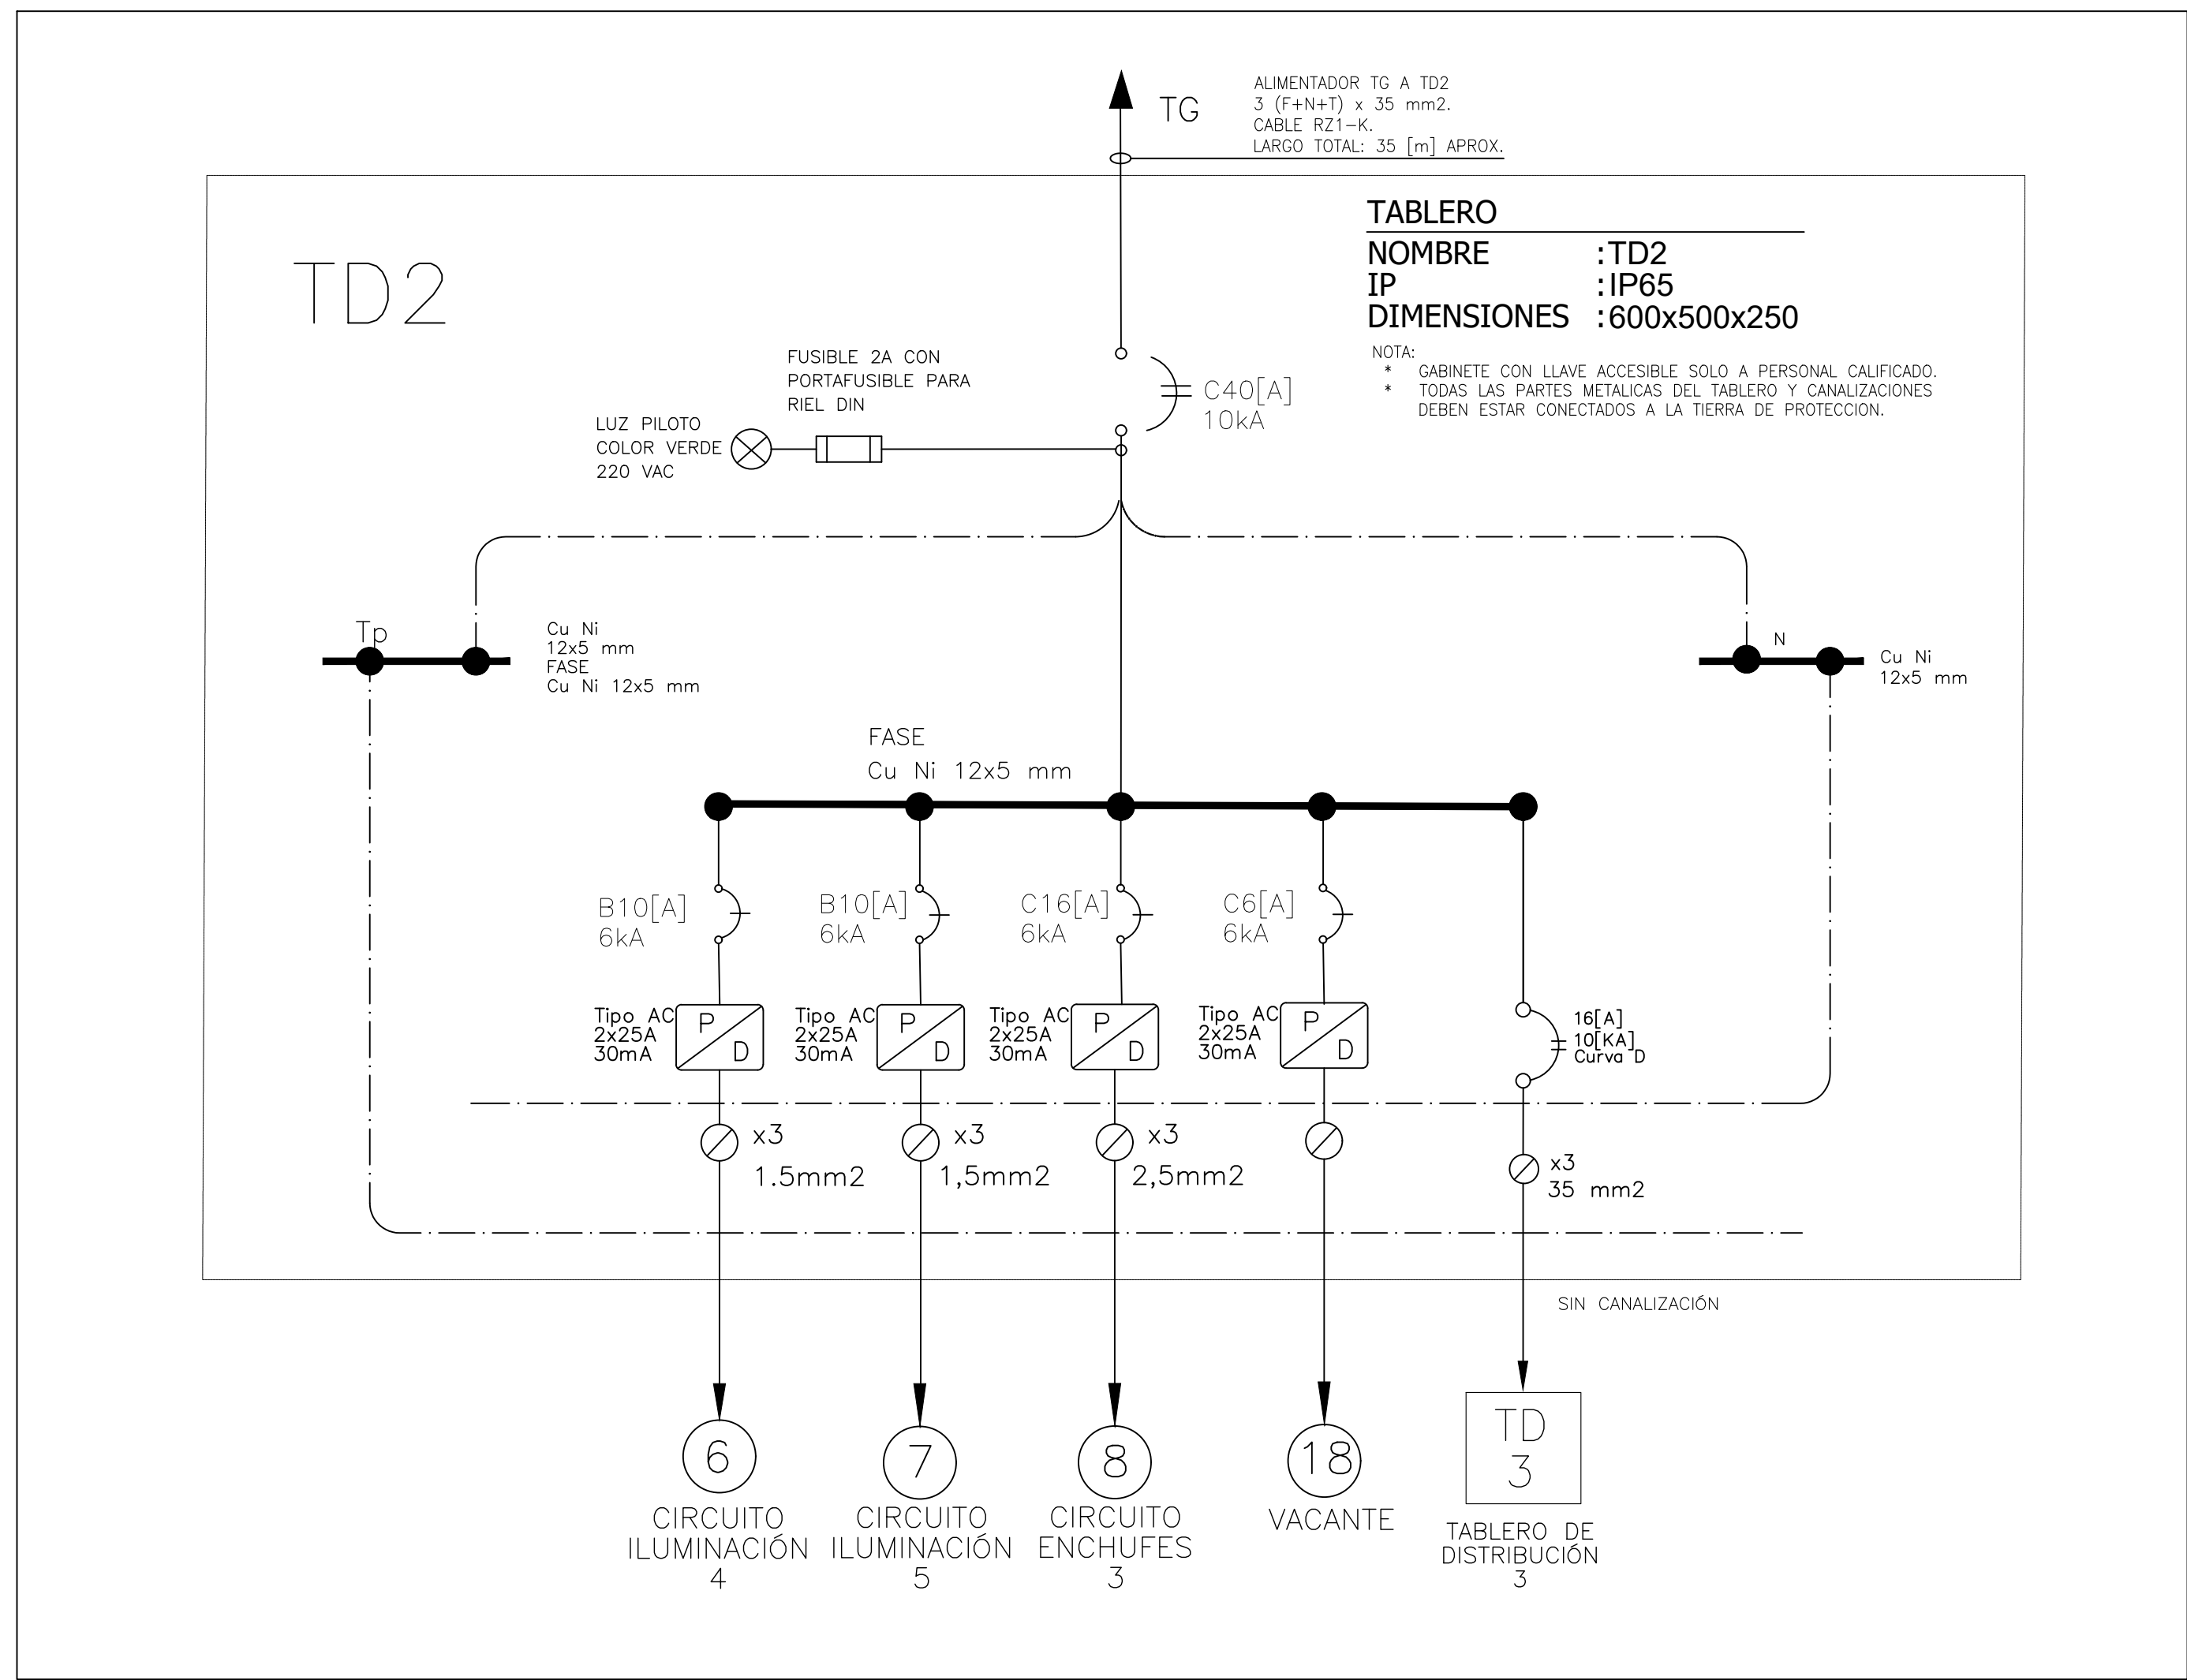 TG
ALIMENTADOR TG A TD2
3 (F+N+T) x 35 mm2.
CABLE RZ1-K.
LARGO TOTAL: 35 [m] APROX.
TABLERO
NOMBRE :TD2
IP :IP65
DIMENSIONES :600x500x250
NOTA:
* GABINETE CON LLAVE ACCESIBLE SOLO A PERSONAL CALIFICADO.
* TODAS LAS PARTES METALICAS DEL TABLERO Y CANALIZACIONES
DEBEN ESTAR CONECTADOS A LA TIERRA DE PROTECCION.
TD2
FUSIBLE 2A CON
PORTAFUSIBLE PARA
RIEL DIN
C40[A]
10kA
LUZ PILOTO
COLOR VERDE
220 VAC
Tp
Cu Ni
12x5 mm
FASE
Cu Ni 12x5 mm
N
Cu Ni
12x5 mm
FASE
Cu Ni 12x5 mm
B10[A]
6kA
B10[A]
6kA
C16[A]
6kA
C6[A]
6kA
Tipo AC
2x25A
30mA
P
D
Tipo AC
2x25A
30mA
P
D
Tipo AC
2x25A
30mA
P
D
Tipo AC
2x25A
30mA
P
D
16[A]
10[KA]
Curva D
x3
1.5mm2
x3
1,5mm2
x3
2,5mm2
x3
35 mm2
SIN CANALIZACIÓN
6
CIRCUITO
ILUMINACIÓN
4
7
CIRCUITO
ILUMINACIÓN
5
8
CIRCUITO
ENCHUFES
3
18
VACANTE
TD
3
TABLERO DE
DISTRIBUCIÓN
3